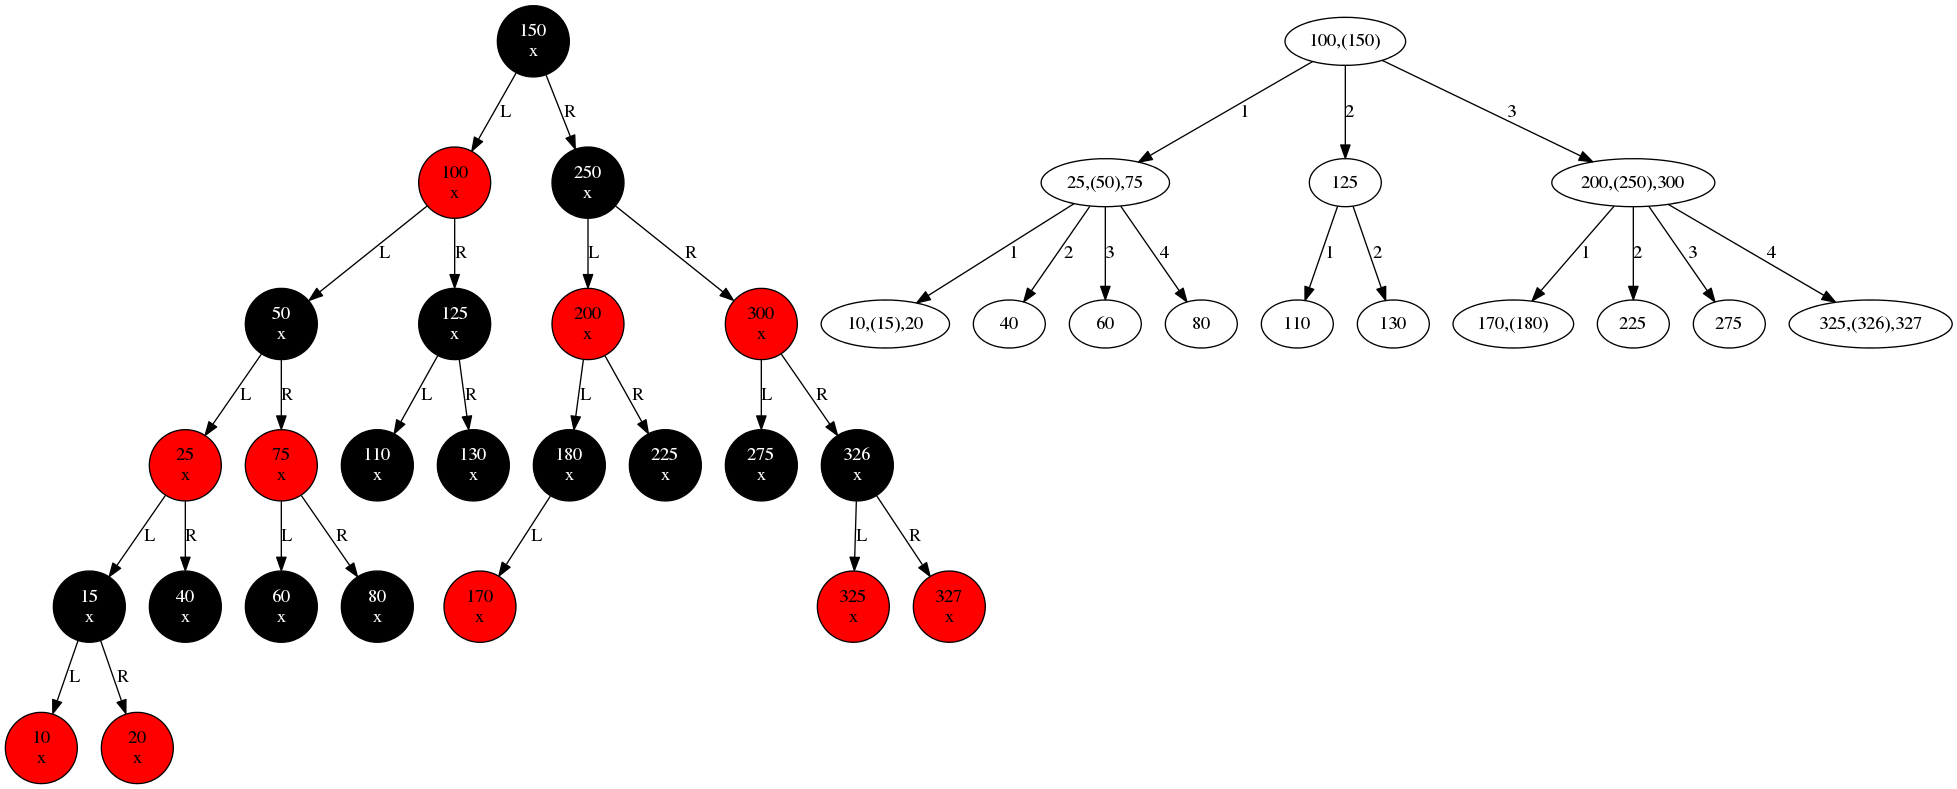 150
x
100,(150)
L
R
1
2
3
100
x
250
x
25,(50),75
125
200,(250),300
L
R
L
R
1
2
3
4
1
2
1
2
3
4
50
x
125
x
200
x
300
x
10,(15),20
40
60
80
110
130
170,(180)
225
275
325,(326),327
L
R
L
R
L
R
L
R
25
x
75
x
110
x
130
x
180
x
225
x
275
x
326
x
L
R
L
R
L
L
R
15
x
40
x
60
x
80
x
170
x
325
x
327
x
L
R
10
x
20
x